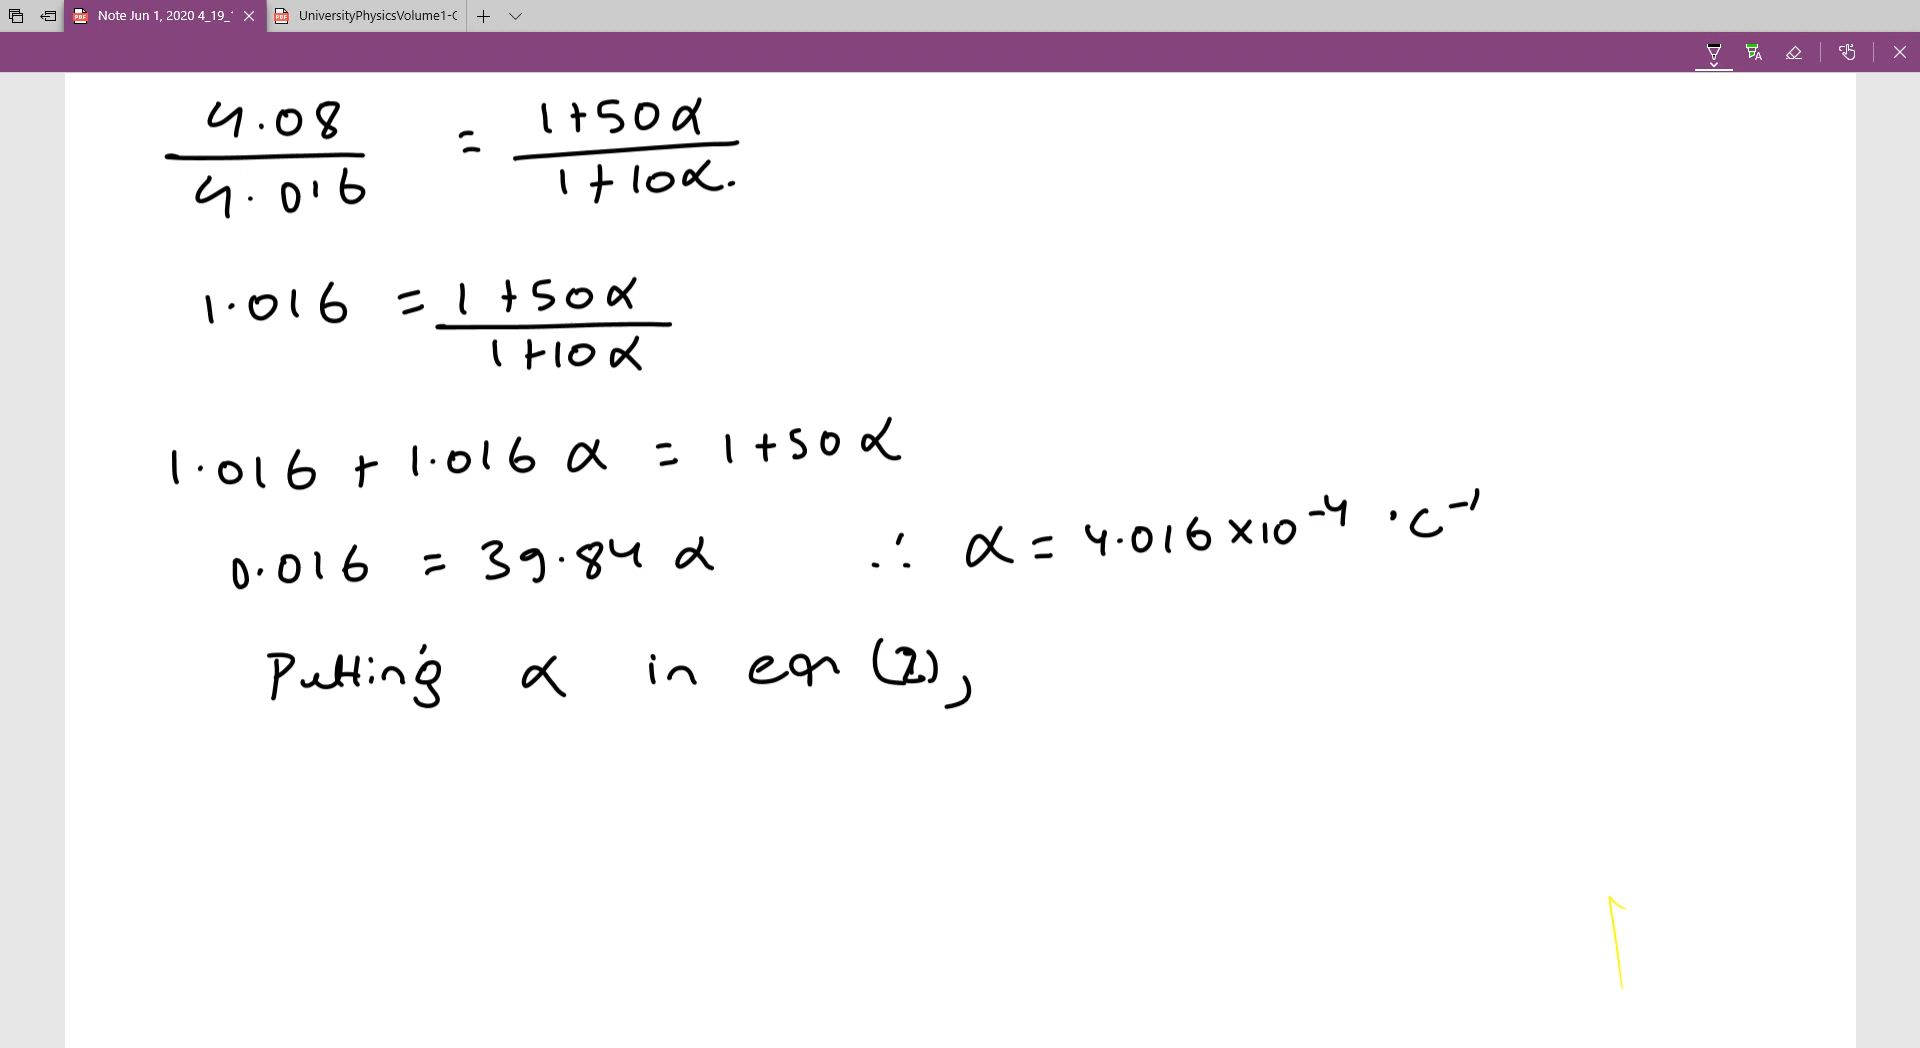 Note Jun 1, 2020 4_19_ UniversityPhysicsVolume1-
4.08 / 4.016 = 1+50α / 1+10α.
1.016 = 1+50α / 1+10α
1.016 + 1.016 α = 1+50 α
0.016 = 39.84 α ∴ α = 4.016 ×10⁻⁴ ·c⁻¹
Putting α in eqn (2),